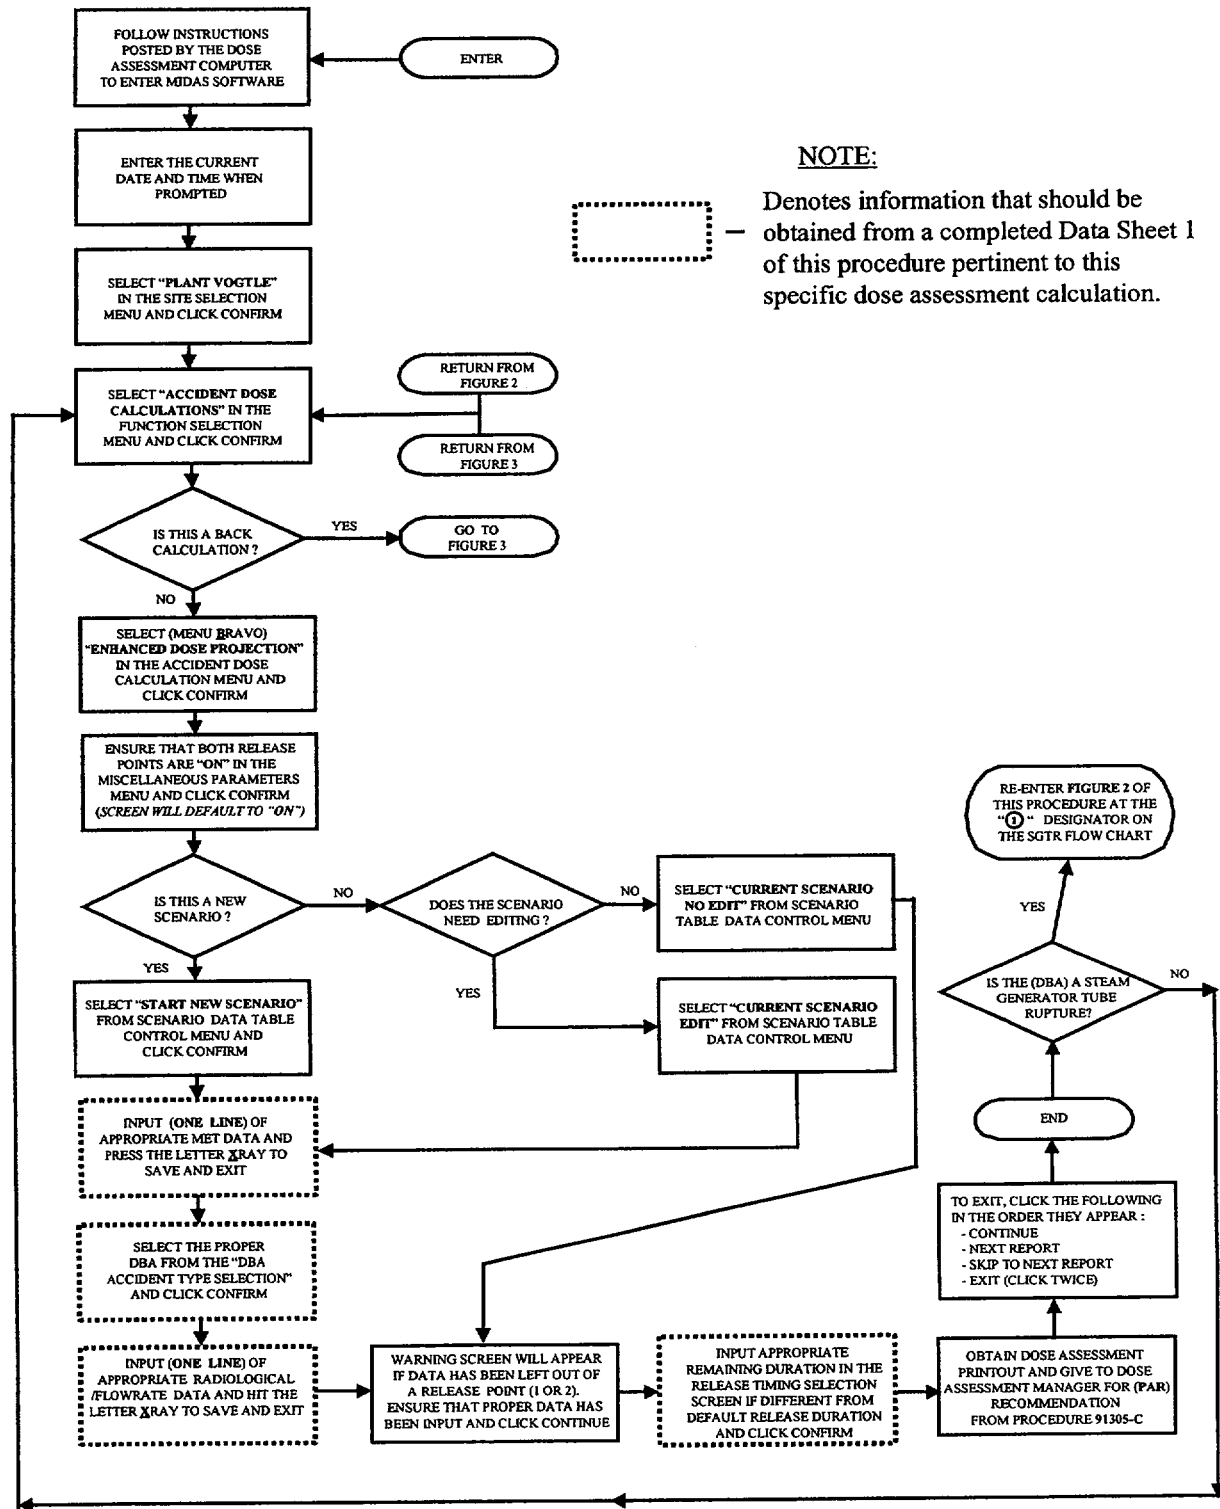 FOLLOW INSTRUCTIONS
POSTED BY THE DOSE
ASSESSMENT COMPUTER
TO ENTER MIDAS SOFTWARE
ENTER
ENTER THE CURRENT
DATE AND TIME WHEN
PROMPTED
NOTE:
Denotes information that should be
— obtained from a completed Data Sheet 1
of this procedure pertinent to this
specific dose assessment calculation.
SELECT "PLANT VOGTLE"
IN THE SITE SELECTION
MENU AND CLICK CONFIRM
RETURN FROM
FIGURE 2
SELECT "ACCIDENT DOSE
CALCULATIONS" IN THE
FUNCTION SELECTION
MENU AND CLICK CONFIRM
RETURN FROM
FIGURE 3
IS THIS A BACK
CALCULATION ?
YES
GO TO
FIGURE 3
NO
SELECT (MENU BRAVO)
"ENHANCED DOSE PROJECTION"
IN THE ACCIDENT DOSE
CALCULATION MENU AND
CLICK CONFIRM
ENSURE THAT BOTH RELEASE
POINTS ARE "ON" IN THE
MISCELLANEOUS PARAMETERS
MENU AND CLICK CONFIRM
(SCREEN WILL DEFAULT TO "ON")
IS THIS A NEW
SCENARIO ?
NO
DOES THE SCENARIO
NEED EDITING ?
NO
SELECT "CURRENT SCENARIO
NO EDIT" FROM SCENARIO
TABLE DATA CONTROL MENU
YES
SELECT "START NEW SCENARIO"
FROM SCENARIO DATA TABLE
CONTROL MENU AND
CLICK CONFIRM
YES
SELECT "CURRENT SCENARIO
EDIT" FROM SCENARIO TABLE
DATA CONTROL MENU
INPUT (ONE LINE) OF
APPROPRIATE MET DATA AND
PRESS THE LETTER XRAY TO
SAVE AND EXIT
SELECT THE PROPER
DBA FROM THE "DBA
ACCIDENT TYPE SELECTION"
AND CLICK CONFIRM
INPUT (ONE LINE) OF
APPROPRIATE RADIOLOGICAL
/FLOWRATE DATA AND HIT THE
LETTER XRAY TO SAVE AND EXIT
WARNING SCREEN WILL APPEAR
IF DATA HAS BEEN LEFT OUT OF
A RELEASE POINT (1 OR 2).
ENSURE THAT PROPER DATA HAS
BEEN INPUT AND CLICK CONTINUE
INPUT APPROPRIATE
REMAINING DURATION IN THE
RELEASE TIMING SELECTION
SCREEN IF DIFFERENT FROM
DEFAULT RELEASE DURATION
AND CLICK CONFIRM
OBTAIN DOSE ASSESSMENT
PRINTOUT AND GIVE TO DOSE
ASSESSMENT MANAGER FOR (PAR)
RECOMMENDATION
FROM PROCEDURE 91305-C
TO EXIT, CLICK THE FOLLOWING
IN THE ORDER THEY APPEAR :
- CONTINUE
- NEXT REPORT
- SKIP TO NEXT REPORT
- EXIT (CLICK TWICE)
END
IS THE (DBA) A STEAM
GENERATOR TUBE
RUPTURE?
NO
YES
RE-ENTER FIGURE 2 OF
THIS PROCEDURE AT THE
"①" DESIGNATOR ON
THE SGTR FLOW CHART